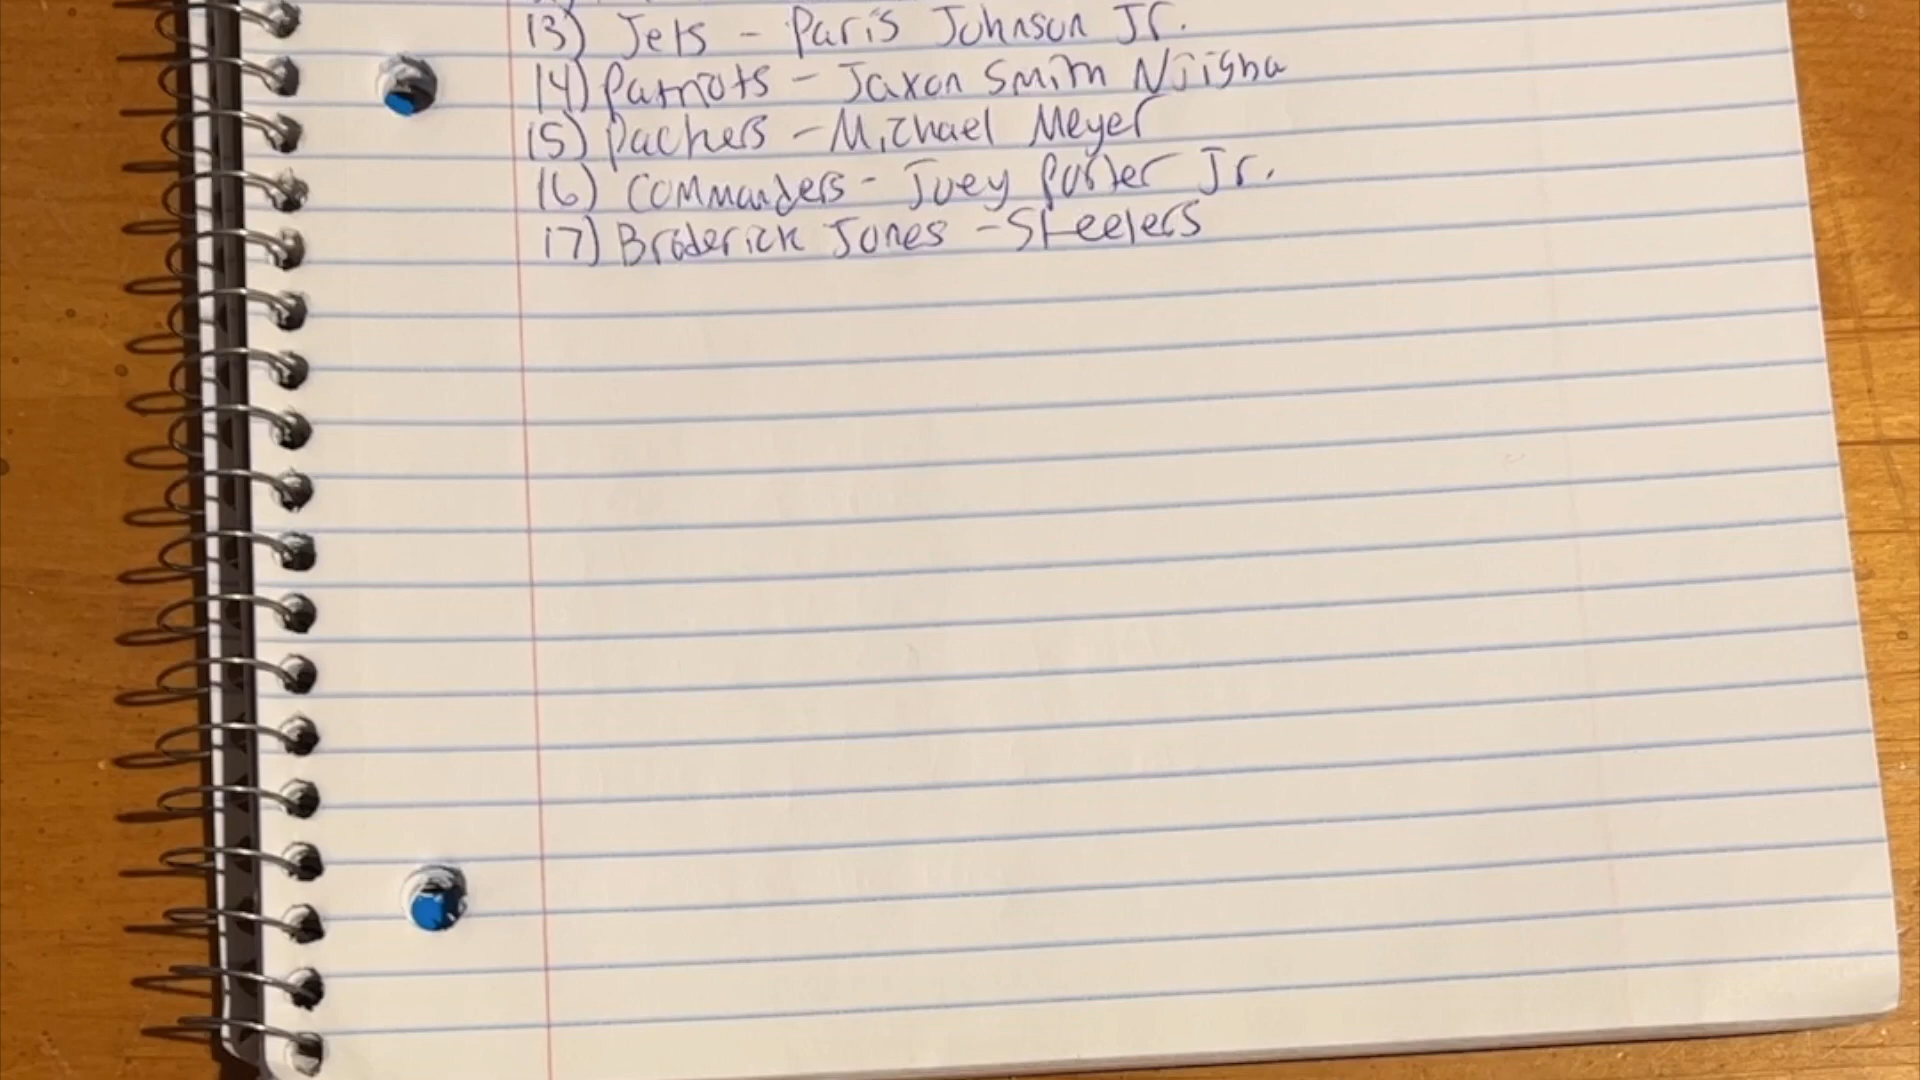 13) Jets - Paris Johnson Jr.
14) Patriots - Jaxon Smith Njigba
15) Packers - Michael Meyer
16) Commanders - Joey Porter Jr.
17) Broderick Jones - Steelers